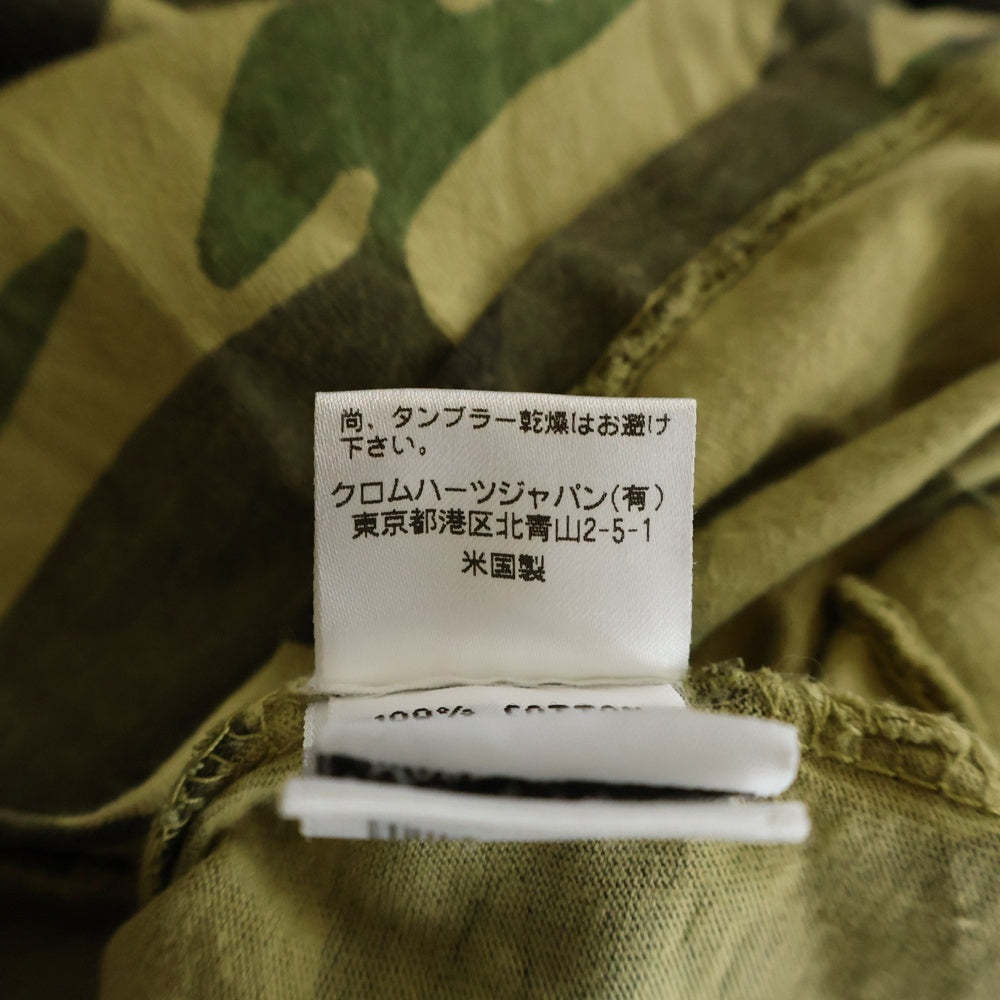 尚、タンブラー乾燥はお避け
下さい。
クロムハーツジャパン(有)
東京都港区北青山2-5-1
米国製
100% COTTON